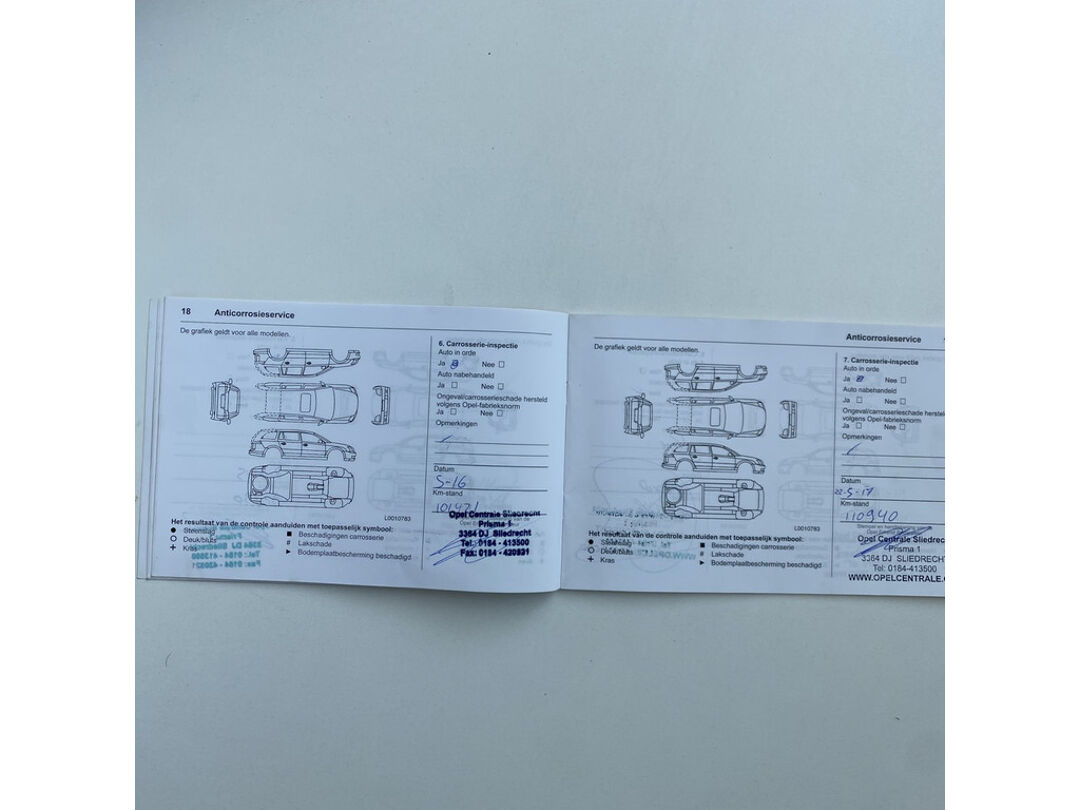 18 Anticorrosieservice
De grafiek geldt voor alle modellen.
L0010783
Het resultaat van de controle aanduiden met toepasselijk symbool:
● Steenslag ■ Beschadigingen carrosserie
○ Deuk/bluts # Lakschade
+ Kras ► Bodemplaatbescherming beschadigd
6. Carrosserie-inspectie
Auto in orde
Ja Nee
Auto nabehandeld
Ja Nee
Ongeval/carrosserieschade hersteld
volgens Opel-fabrieksnorm
Ja Nee
Opmerkingen
Datum
5-16
Km-stand
Opel Centrale Sliedrecht
Prisma 1
3364 DJ Sliedrecht
Tel.: 0184 - 413500
Fax: 0184 - 420921
Anticorrosieservice
De grafiek geldt voor alle modellen.
L0010783
Het resultaat van de controle aanduiden met toepasselijk symbool:
● Steenslag ■ Beschadigingen carrosserie
○ Deuk/bluts # Lakschade
+ Kras ► Bodemplaatbescherming beschadigd
7. Carrosserie-inspectie
Auto in orde
Ja Nee
Auto nabehandeld
Ja Nee
Ongeval/carrosserieschade herstel
volgens Opel-fabrieksnorm
Ja Nee
Opmerkingen
Datum
22-5-17
Km-stand
110940
Opel Centrale Sliedrec
Prisma 1
3364 DJ SLIEDRECHT
Tel: 0184-413500
WWW.OPELCENTRALE.